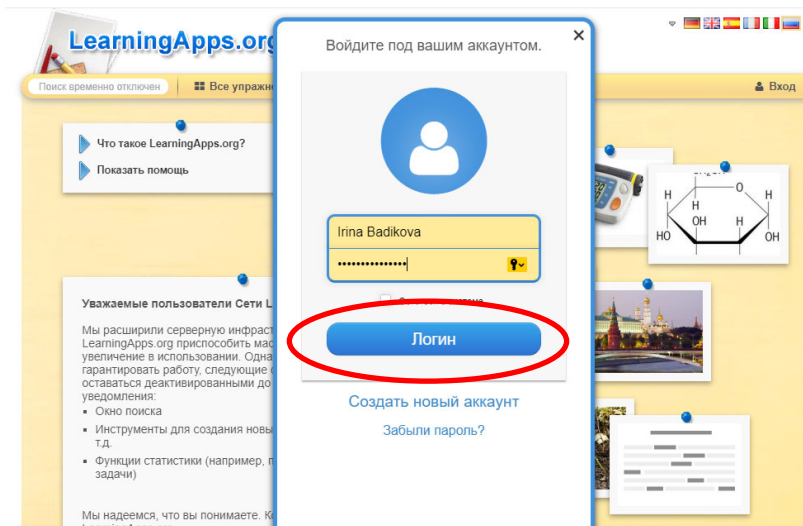 LearningApps.org
Войдите под вашим аккаунтом.
×
Поиск временно отключен
Все упражн
Вход
Что такое LearningApps.org?
Показать помощь
Irina Badikova
•••••••••••••••
Логин
Создать новый аккаунт
Забыли пароль?
Уважаемые пользователи Сети L
Мы расширили серверную инфраст
LearningApps.org приспособить мас
увеличение в использовании. Одна
гарантировать работу, следующие
оставаться деактивированными до
уведомления:
▪ Окно поиска
▪ Инструменты для создания новы
т.д.
▪ Функции статистики (например, п
задачи)
Мы надеемся, что вы понимаете. К
H O H
H
OH H
HO OH